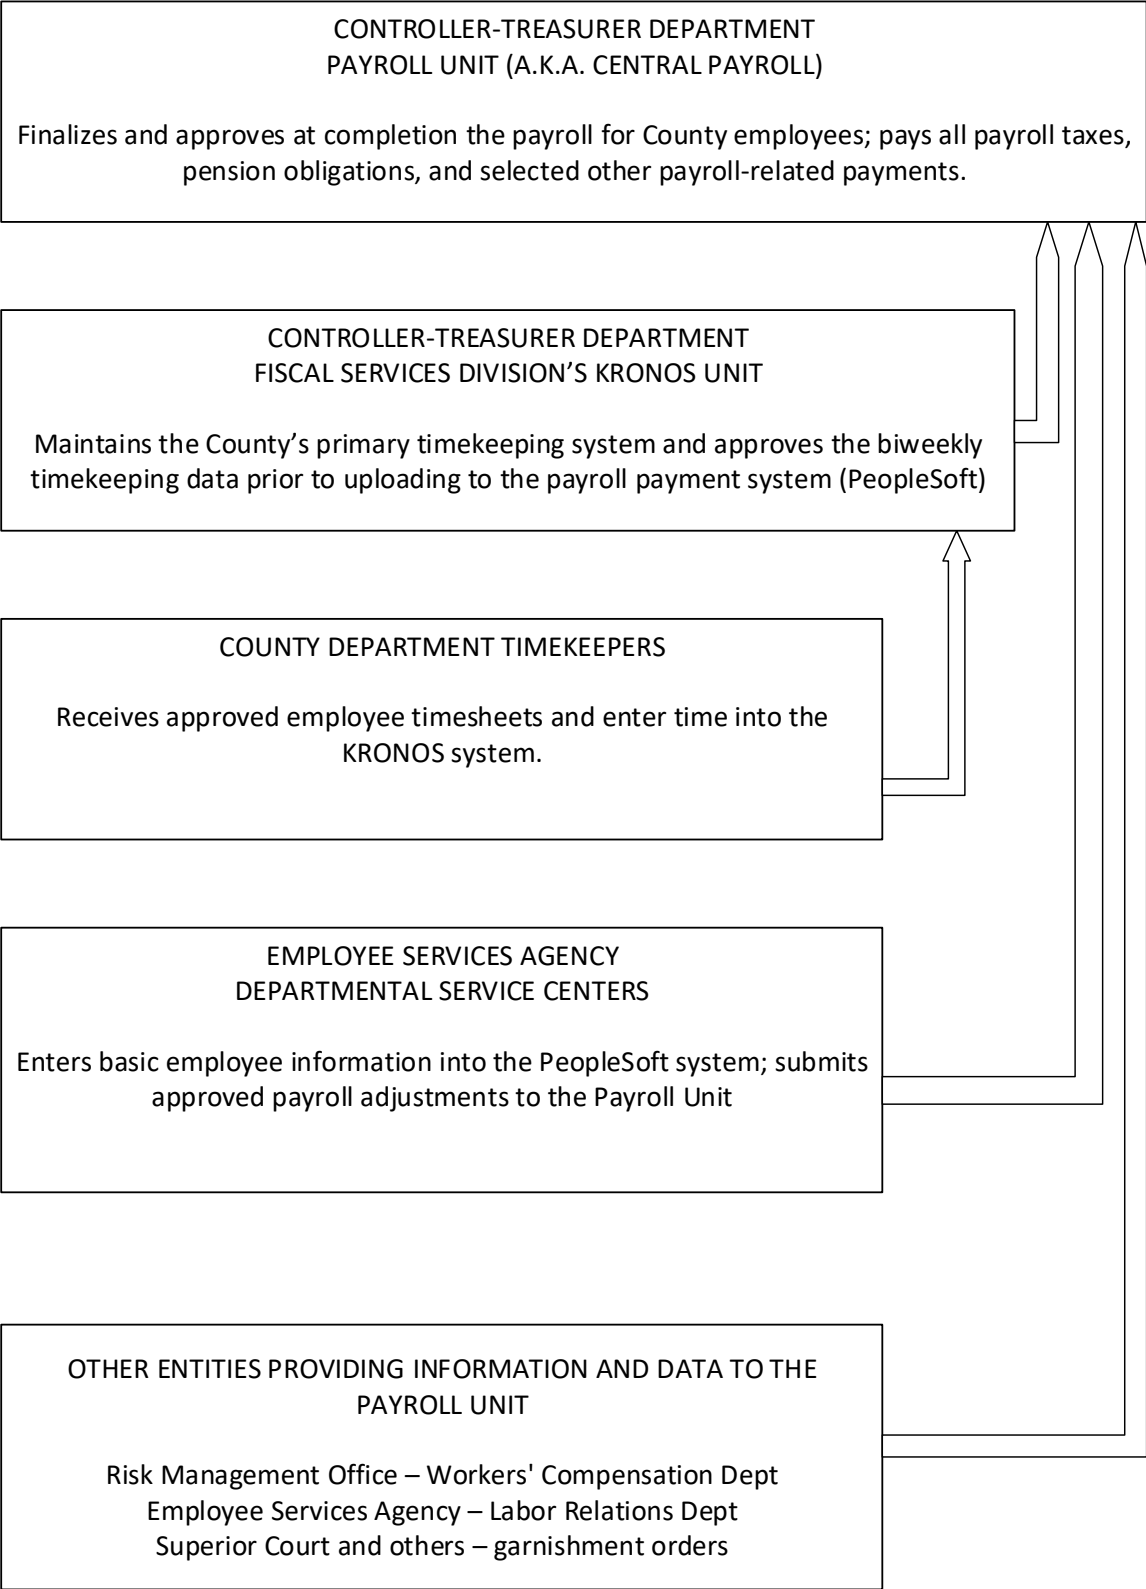 CONTROLLER-TREASURER DEPARTMENT
PAYROLL UNIT (A.K.A. CENTRAL PAYROLL)
Finalizes and approves at completion the payroll for County employees; pays all payroll taxes,
pension obligations, and selected other payroll-related payments.
CONTROLLER-TREASURER DEPARTMENT
FISCAL SERVICES DIVISION’S KRONOS UNIT
Maintains the County’s primary timekeeping system and approves the biweekly
timekeeping data prior to uploading to the payroll payment system (PeopleSoft)
COUNTY DEPARTMENT TIMEKEEPERS
Receives approved employee timesheets and enter time into the
KRONOS system.
EMPLOYEE SERVICES AGENCY
DEPARTMENTAL SERVICE CENTERS
Enters basic employee information into the PeopleSoft system; submits
approved payroll adjustments to the Payroll Unit
OTHER ENTITIES PROVIDING INFORMATION AND DATA TO THE
PAYROLL UNIT
Risk Management Office – Workers' Compensation Dept
Employee Services Agency – Labor Relations Dept
Superior Court and others – garnishment orders